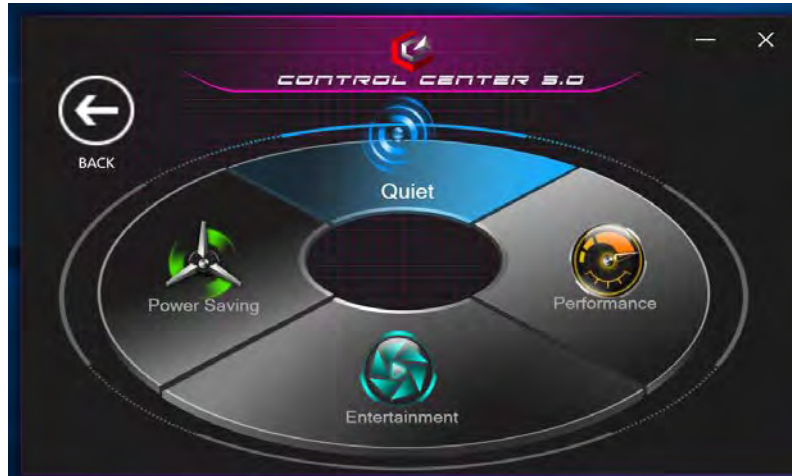 CONTROL CENTER 3.0
BACK
Quiet
Power Saving
Performance
Entertainment